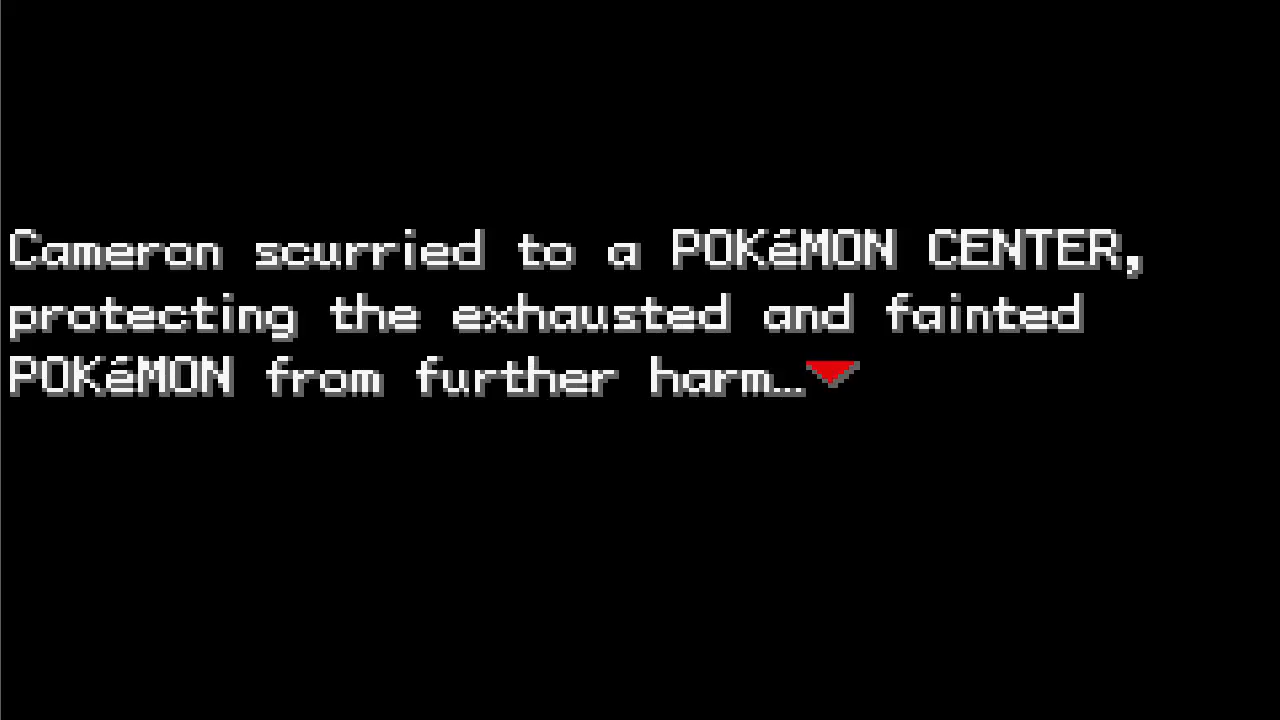 Cameron scurried to a POKéMON CENTER,
protecting the exhausted and fainted
POKéMON from further harm…